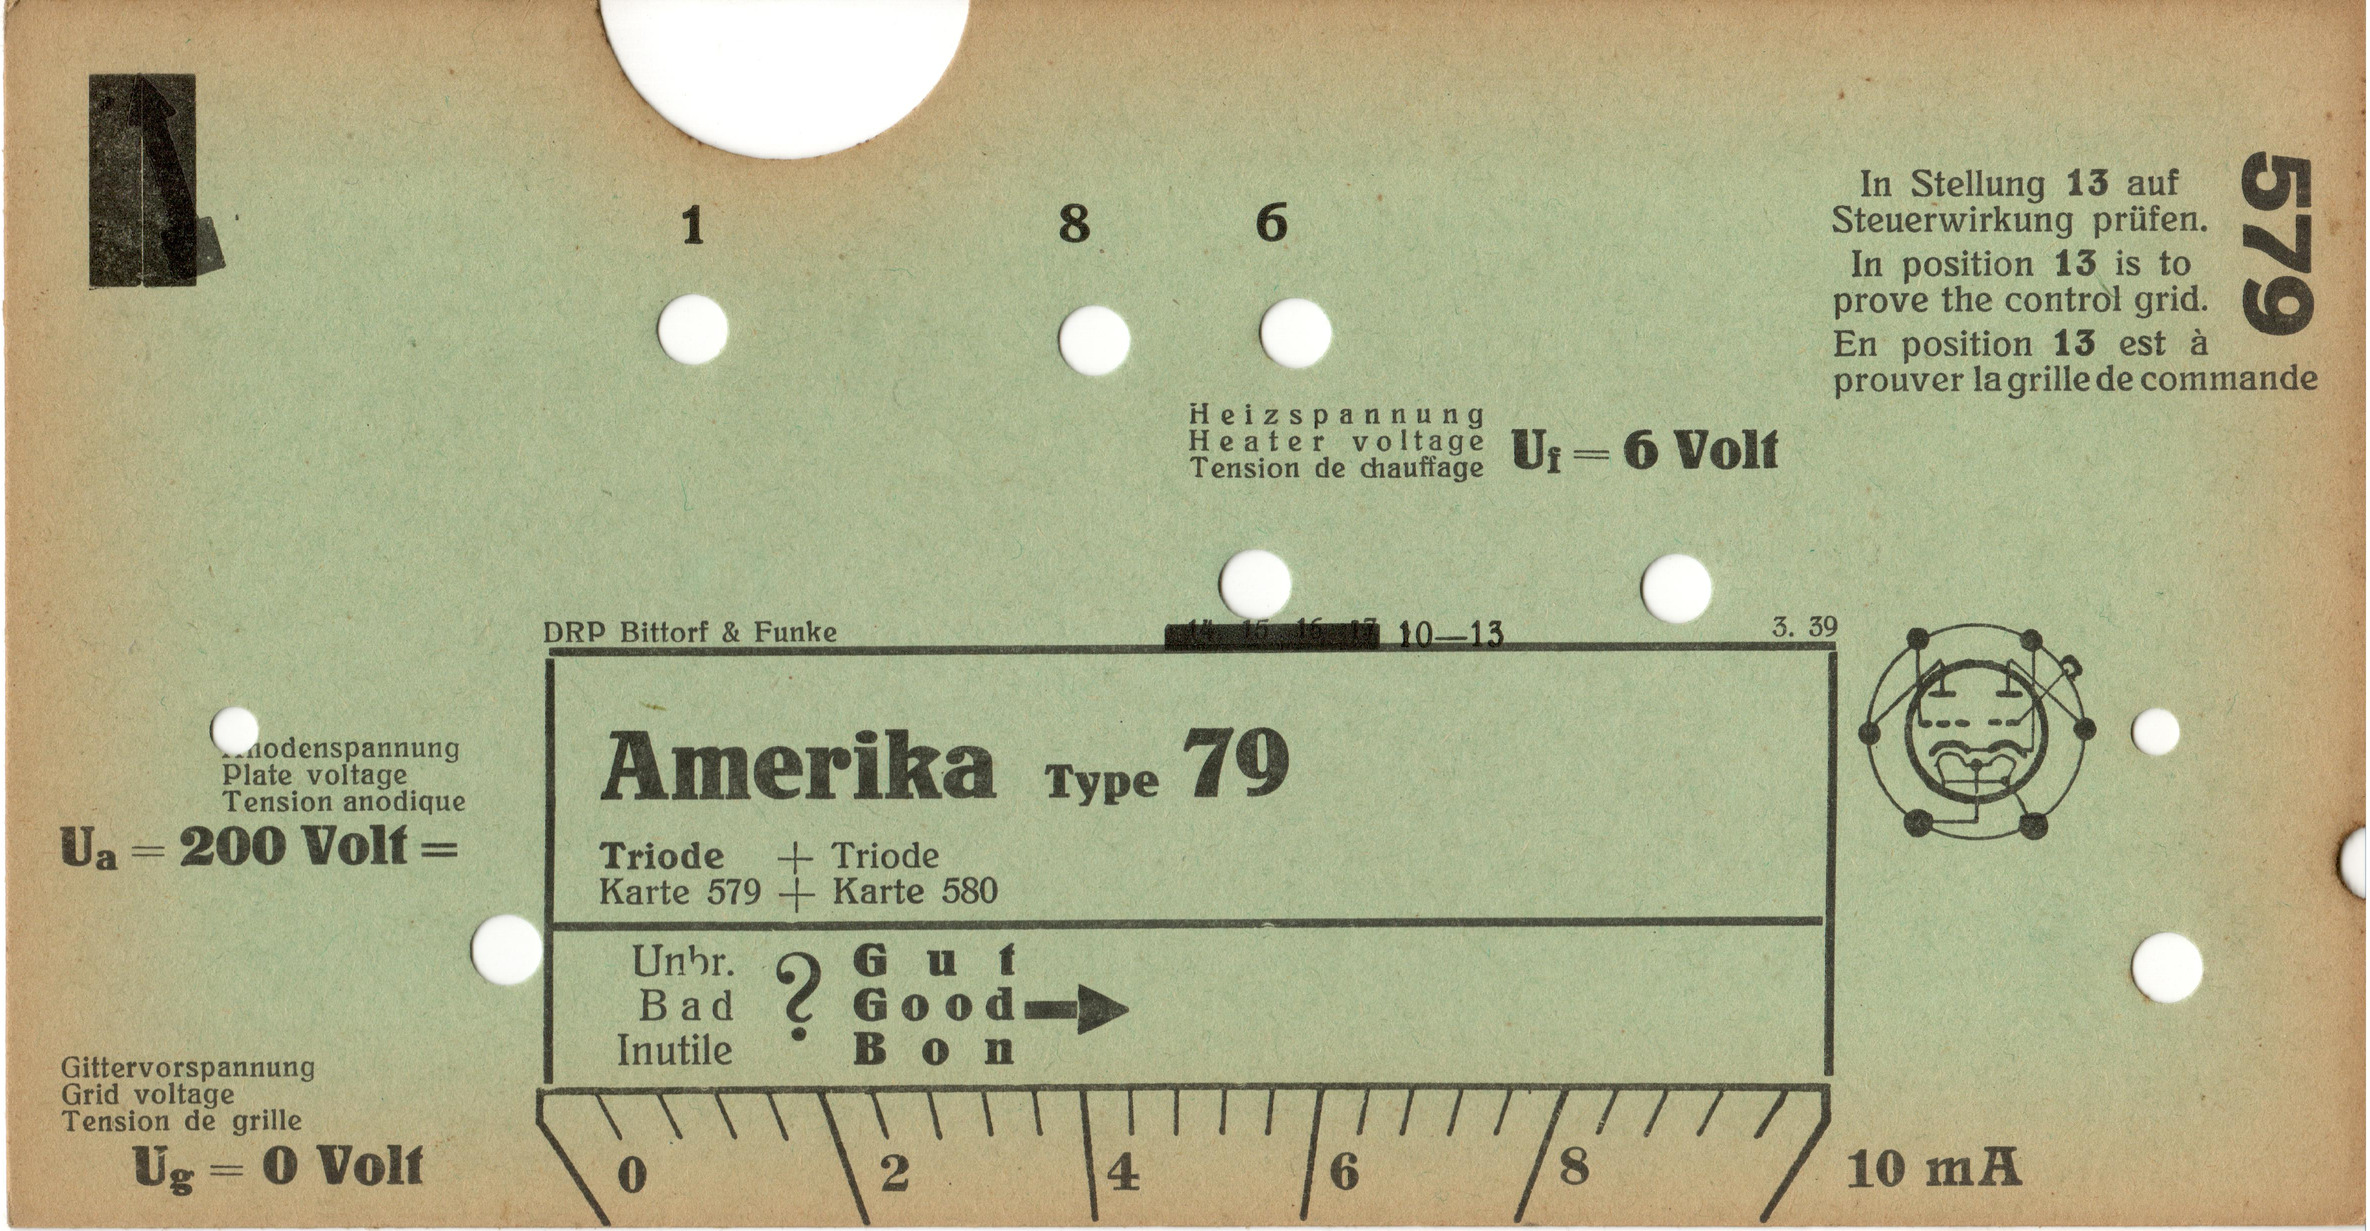 1 8 6
In Stellung 13 auf
Steuerwirkung prüfen.
In position 13 is to
prove the control grid.
En position 13 est à
prouver la grille de commande
579
Heizspannung
Heater voltage
Tension de chauffage
Uf = 6 Volt
DRP Bittorf & Funke
14 15 16 17 10—13
3. 39
Amerika Type 79
Triode + Triode
Karte 579 + Karte 580
Unbr. ? Gut
Bad Good
Inutile Bon
Plate voltage
Tension anodique
Ua = 200 Volt =
Gittervorspannung
Grid voltage
Tension de grille
Ug = 0 Volt
0 2 4 6 8 10 mA